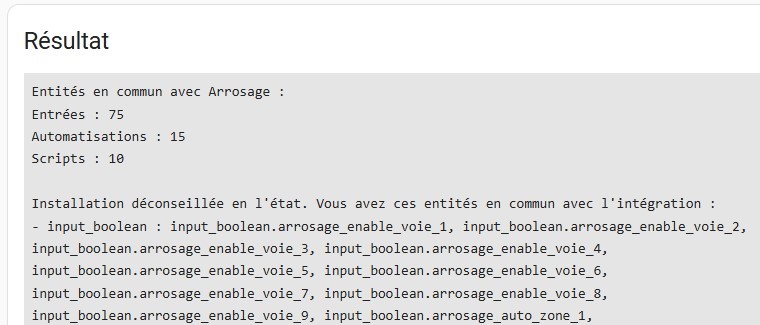 Résultat
Entités en commun avec Arrosage :
Entrées : 75
Automatisations : 15
Scripts : 10
Installation déconseillée en l'état. Vous avez ces entités en commun avec l'intégration :
- input_boolean : input_boolean.arrosage_enable_voie_1, input_boolean.arrosage_enable_voie_2,
input_boolean.arrosage_enable_voie_3, input_boolean.arrosage_enable_voie_4,
input_boolean.arrosage_enable_voie_5, input_boolean.arrosage_enable_voie_6,
input_boolean.arrosage_enable_voie_7, input_boolean.arrosage_enable_voie_8,
input_boolean.arrosage_enable_voie_9, input_boolean.arrosage_auto_zone_1,